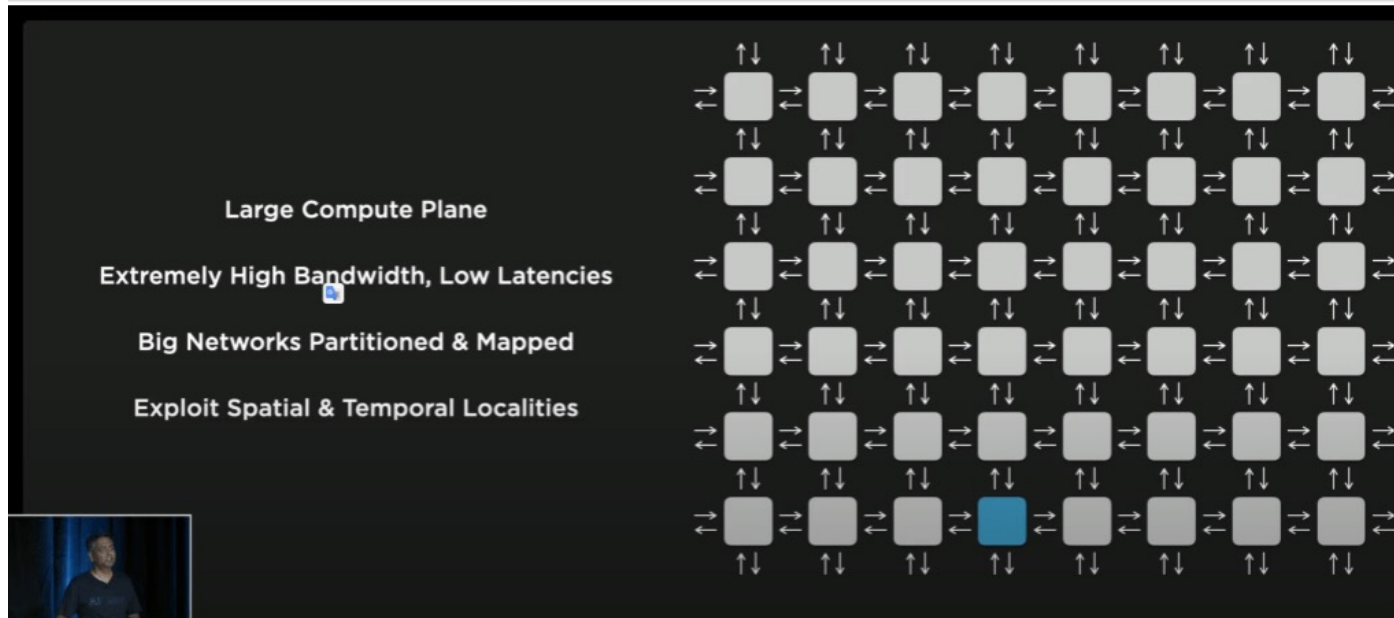 Large Compute Plane
Extremely High Bandwidth, Low Latencies
Big Networks Partitioned & Mapped
Exploit Spatial & Temporal Localities